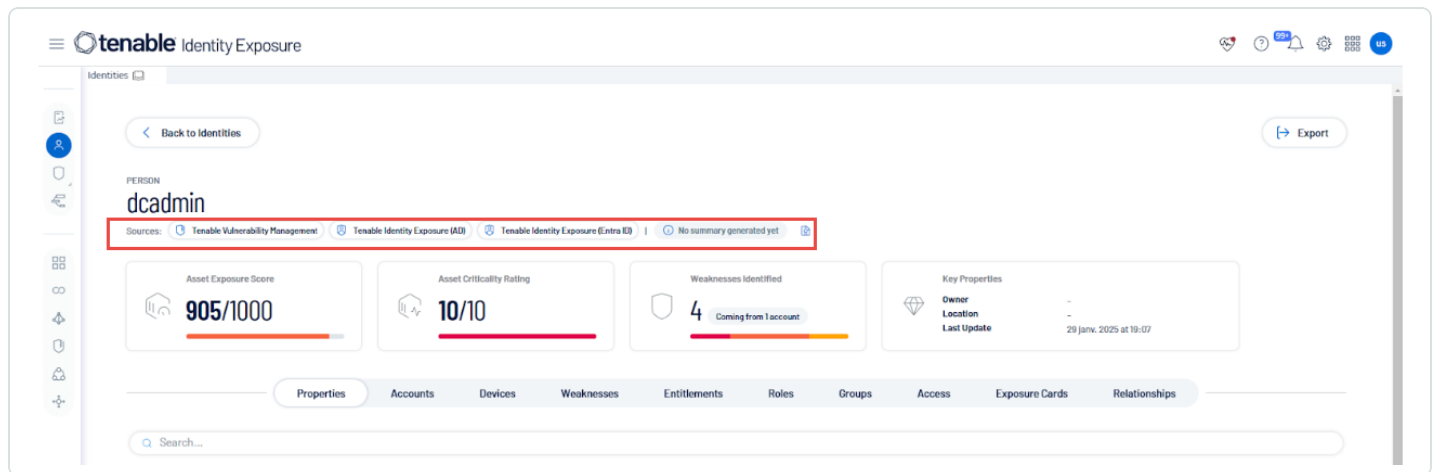 tenable Identity Exposure
99+
us
Identities
Back to Identities
Export
PERSON
dcadmin
Sources: Tenable Vulnerability Management Tenable Identity Exposure (AD) Tenable Identity Exposure (Entra ID) | No summary generated yet
Asset Exposure Score
905/1000
Asset Criticality Rating
10/10
Weaknesses Identified
4 Coming from 1 account
Key Properties
Owner -
Location -
Last Update 29 janv. 2025 at 19:07
Properties Accounts Devices Weaknesses Entitlements Roles Groups Access Exposure Cards Relationships
Search...